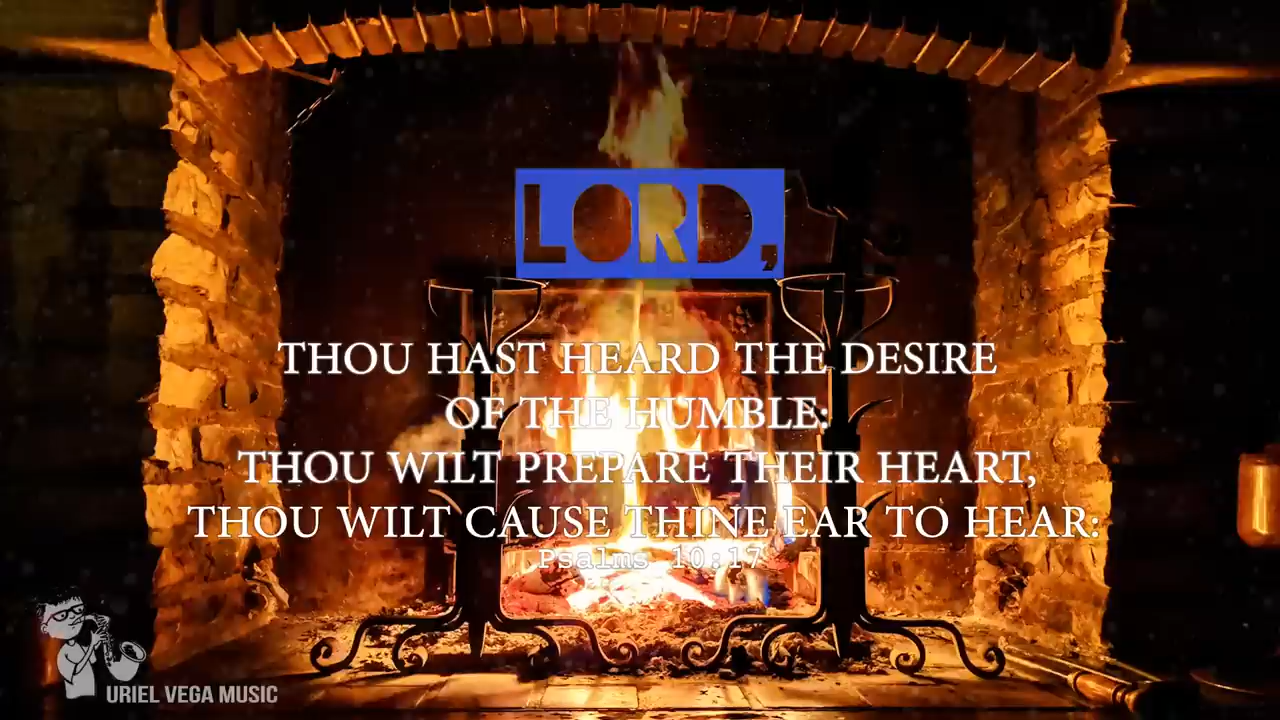 LORD,
THOU HAST HEARD THE DESIRE
OF THE HUMBLE:
THOU WILT PREPARE THEIR HEART,
THOU WILT CAUSE THINE EAR TO HEAR:
Psalms 10:17
URIEL VEGA MUSIC